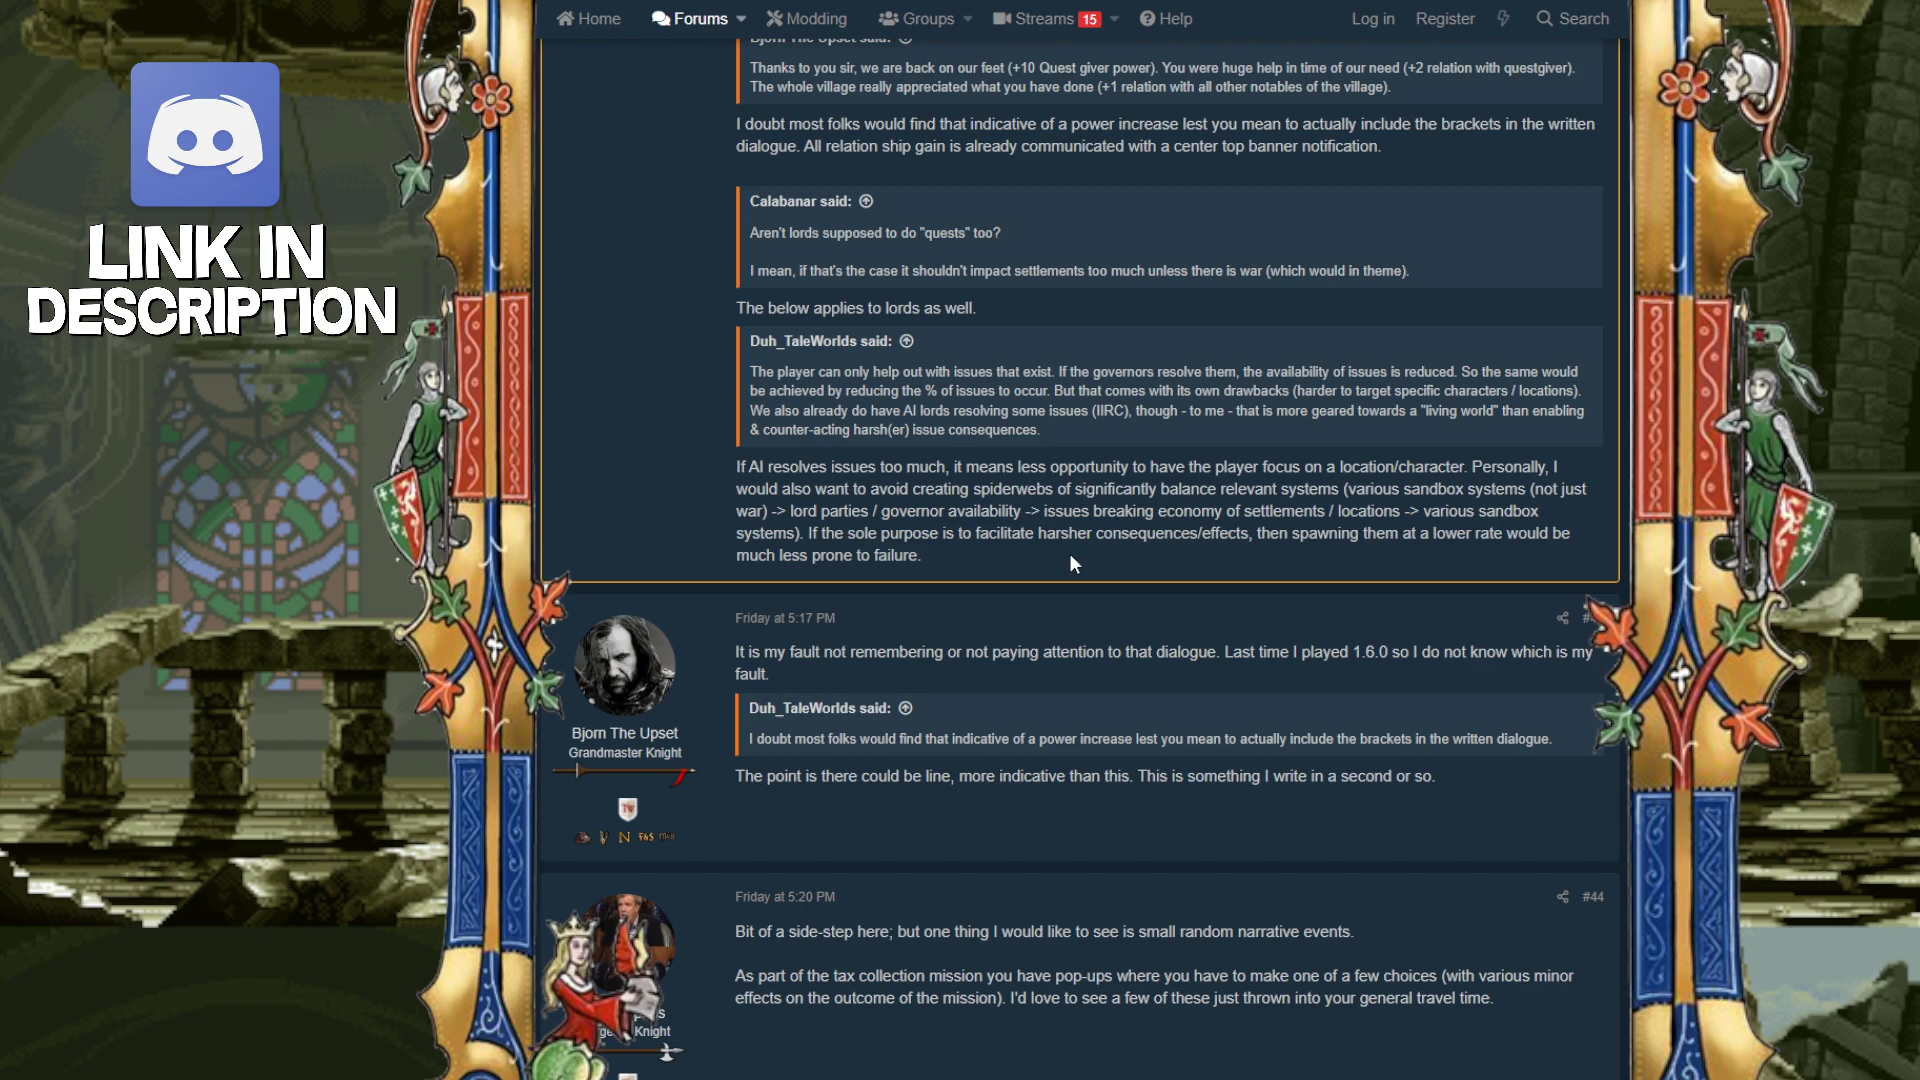 Home
Forums
Modding
Groups
Streams 15
Help
Log in
Register
Search
LINK IN
DESCRIPTION
Bjorn The Upset said:
Thanks to you sir, we are back on our feet (+10 Quest giver power). You were huge help in time of our need (+2 relation with questgiver).
The whole village really appreciated what you have done (+1 relation with all other notables of the village).
I doubt most folks would find that indicative of a power increase lest you mean to actually include the brackets in the written
dialogue. All relation ship gain is already communicated with a center top banner notification.
Calabanar said:
Aren't lords supposed to do "quests" too?
I mean, if that's the case it shouldn't impact settlements too much unless there is war (which would in theme).
The below applies to lords as well.
Duh_TaleWorlds said:
The player can only help out with issues that exist. If the governors resolve them, the availability of issues is reduced. So the same would
be achieved by reducing the % of issues to occur. But that comes with its own drawbacks (harder to target specific characters / locations).
We also already do have AI lords resolving some issues (IIRC), though - to me - that is more geared towards a "living world" than enabling
& counter-acting harsh(er) issue consequences.
If AI resolves issues too much, it means less opportunity to have the player focus on a location/character. Personally, I
would also want to avoid creating spiderwebs of significantly balance relevant systems (various sandbox systems (not just
war) -> lord parties / governor availability -> issues breaking economy of settlements / locations -> various sandbox
systems). If the sole purpose is to facilitate harsher consequences/effects, then spawning them at a lower rate would be
much less prone to failure.
Friday at 5:17 PM
Bjorn The Upset
Grandmaster Knight
It is my fault not remembering or not paying attention to that dialogue. Last time I played 1.6.0 so I do not know which is my
fault.
Duh_TaleWorlds said:
I doubt most folks would find that indicative of a power increase lest you mean to actually include the brackets in the written dialogue.
The point is there could be line, more indicative than this. This is something I write in a second or so.
N F&S
Friday at 5:20 PM
#44
Knight
Bit of a side-step here; but one thing I would like to see is small random narrative events.
As part of the tax collection mission you have pop-ups where you have to make one of a few choices (with various minor
effects on the outcome of the mission). I'd love to see a few of these just thrown into your general travel time.